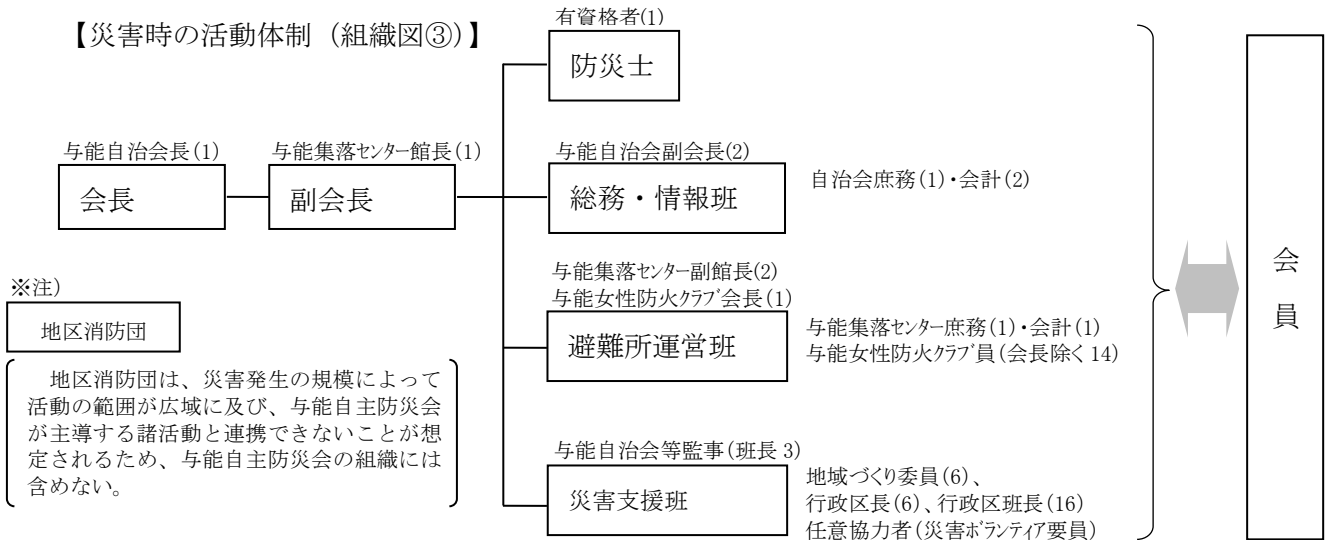 【災害時の活動体制（組織図③）】
有資格者(1)
防災士
与能自治会長(1)
会長
与能集落センター館長(1)
副会長
与能自治会副会長(2)
総務・情報班
自治会庶務(1)・会計(2)
与能集落センター副館長(2)
与能女性防火クラブ会長(1)
避難所運営班
与能集落センター庶務(1)・会計(1)
与能女性防火クラブ員(会長除く 14)
与能自治会等監事(班長 3)
災害支援班
地域づくり委員(6)、
行政区長(6)、行政区班長(16)
任意協力者(災害ボランティア要員)
会員
※注)
地区消防団
地区消防団は、災害発生の規模によって
活動の範囲が広域に及び、与能自主防災会
が主導する諸活動と連携できないことが想
定されるため、与能自主防災会の組織には
含めない。